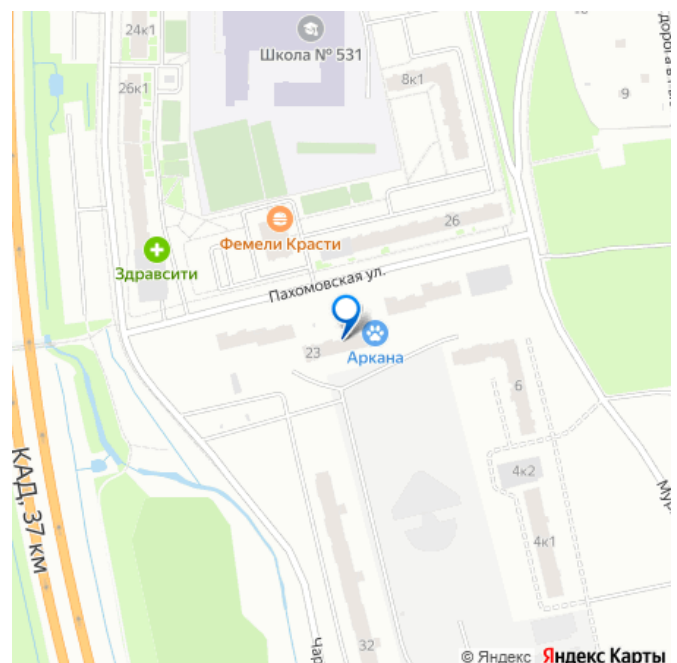 24к1
Школа № 531
26к1
8к1
9
26
Фемели Красти
Здравсити
Пахомовская ул.
23
Аркана
6
4к2
КАД, 37 км
4к1
32
© Яндекс Яндекс Карты